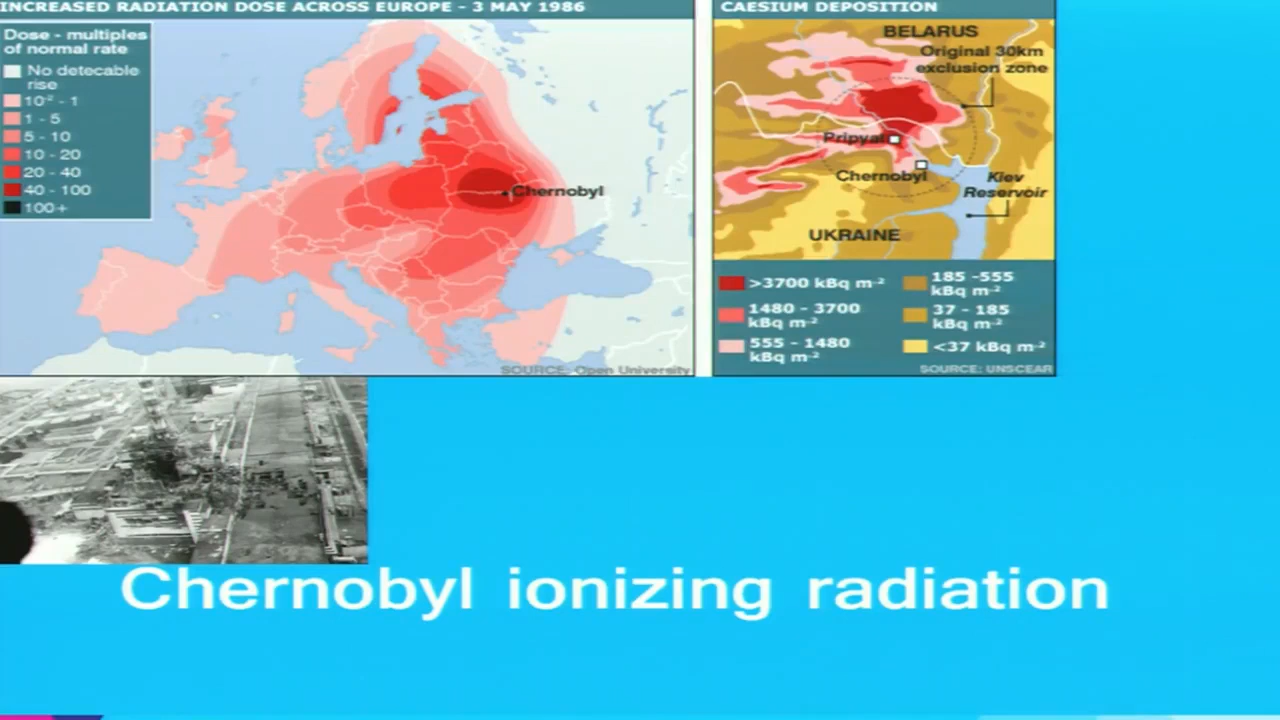 INCREASED RADIATION DOSE ACROSS EUROPE - 3 MAY 1986
Dose - multiples
of normal rate
No detecable
rise
10-² - 1
1 - 5
5 - 10
10 - 20
20 - 40
40 - 100
100+
Chernobyl
SOURCE: Open University
CAESIUM DEPOSITION
BELARUS
Original 30km
exclusion zone
Pripyat
Chernobyl
Kiev
Reservoir
UKRAINE
>3700 kBq m-²
1480 - 3700
kBq m-²
555 - 1480
kBq m-²
185 -555
kBq m-²
37 - 185
kBq m-²
<37 kBq m-²
SOURCE: UNSCEAR
Chernobyl ionizing radiation